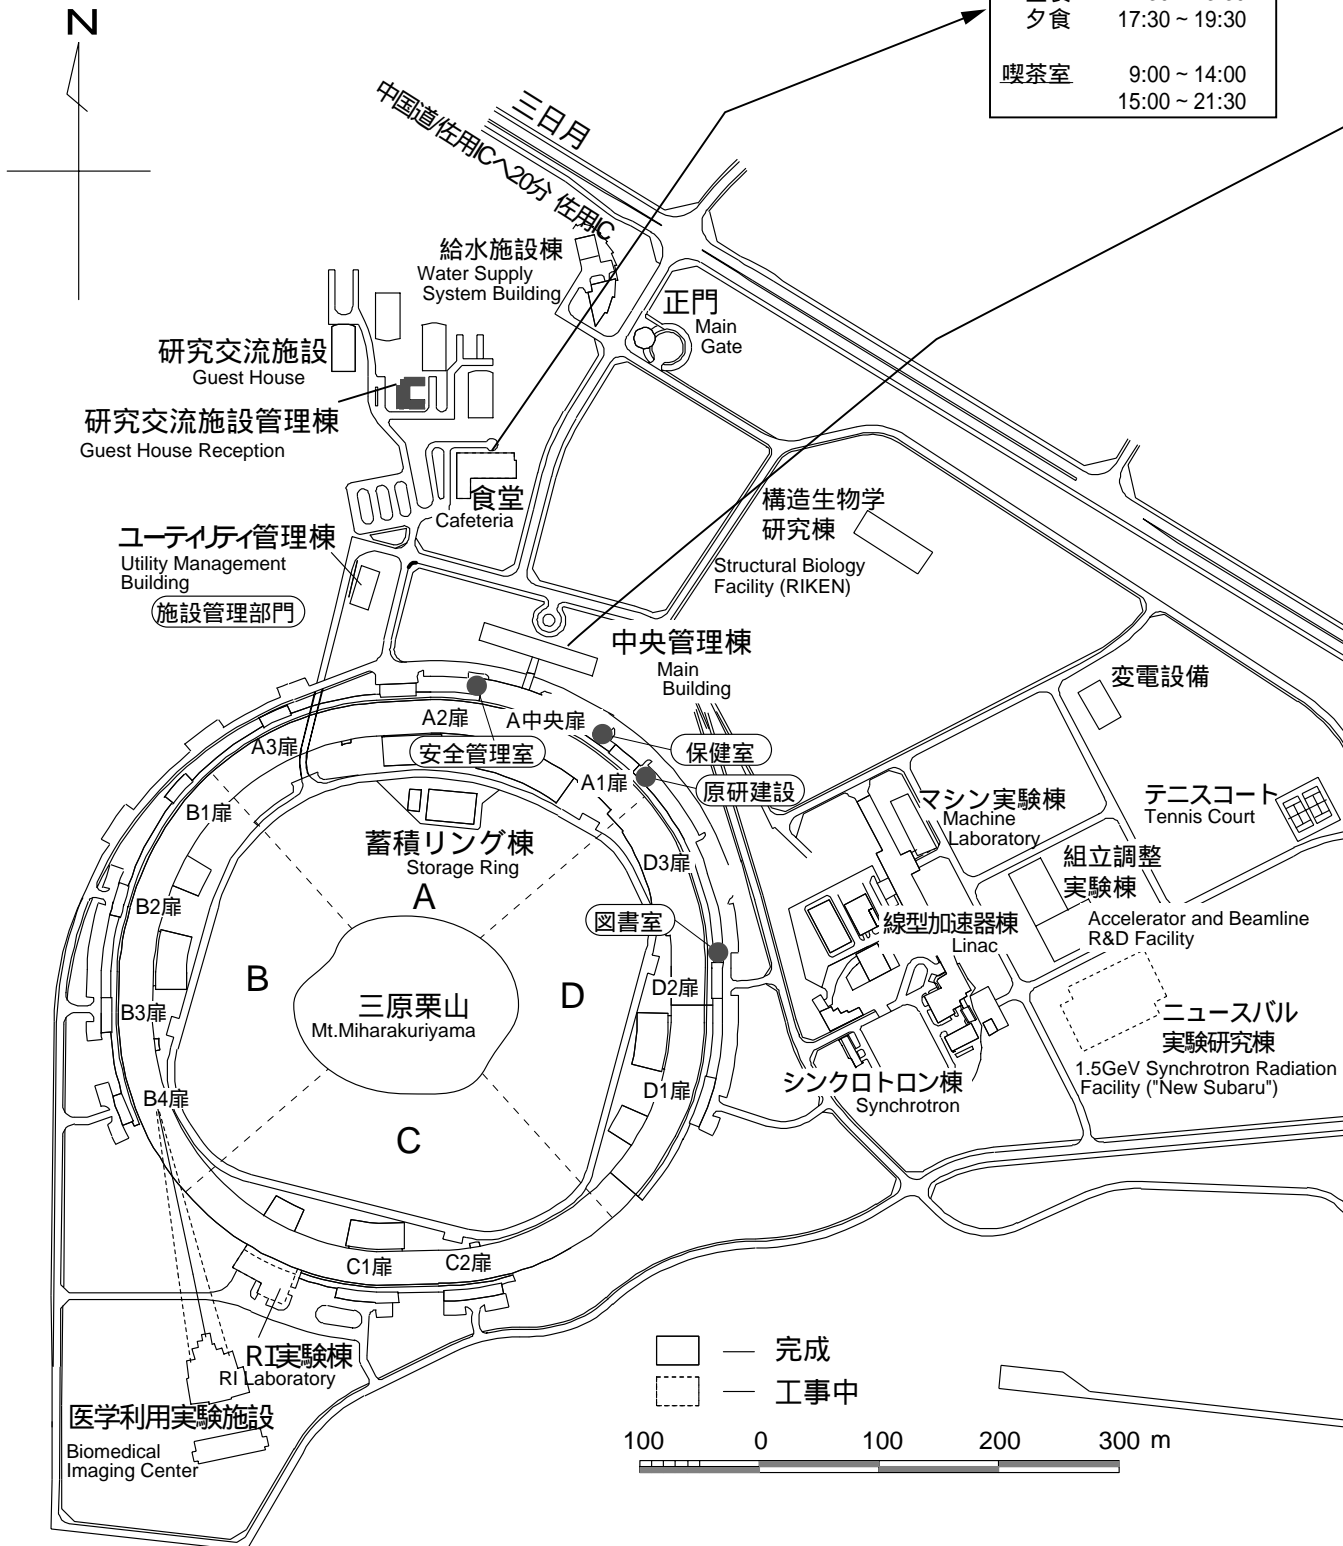 N
夕食 17:30 ~ 19:30
喫茶室 9:00 ~ 14:00
15:00 ~ 21:30
三日月
中国道/佐用ICへ20分 佐用IC
給水施設棟
Water Supply
System Building
正門
Main
Gate
研究交流施設
Guest House
研究交流施設管理棟
Guest House Reception
食堂
Cafeteria
構造生物学
研究棟
Structural Biology
Facility (RIKEN)
ユーティリティ管理棟
Utility Management
Building
施設管理部門
中央管理棟
Main
Building
変電設備
A2扉
A中央扉
A3扉
安全管理室
保健室
A1扉
原研建設
B1扉
マシン実験棟
Machine
Laboratory
テニスコート
Tennis Court
蓄積リング棟
Storage Ring
D3扉
組立調整
実験棟
Accelerator and Beamline
R&D Facility
A
B2扉
図書室
線型加速器棟
Linac
B
D
D2扉
三原栗山
Mt.Miharakuriyama
B3扉
ニュースバル
実験研究棟
1.5GeV Synchrotron Radiation
Facility ("New Subaru")
シンクロトロン棟
Synchrotron
D1扉
B4扉
C
C1扉
C2扉
RI実験棟
RI Laboratory
完成
工事中
医学利用実験施設
Biomedical
Imaging Center
100 0 100 200 300 m